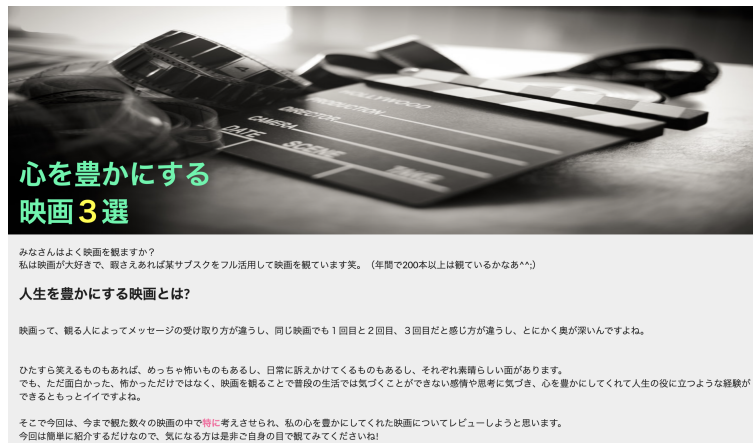 HOLLYWOOD
PRODUCTION
DIRECTOR
CAMERA
DATE
SCENE
TAKE
心を豊かにする
映画３選
みなさんはよく映画を観ますか？
私は映画が大好きで、暇さえあれば某サブスクをフル活用して映画を観ています笑。（年間で200本以上は観ているかなあ^^;）
人生を豊かにする映画とは?
映画って、観る人によってメッセージの受け取り方が違うし、同じ映画でも１回目と２回目、３回目だと感じ方が違うし、とにかく奥が深いんですよね。
ひたすら笑えるものもあれば、めっちゃ怖いものもあるし、日常に訴えかけてくるものもあるし、それぞれ素晴らしい面があります。
でも、ただ面白かった、怖かっただけではなく、映画を観ることで普段の生活では気づくことができない感情や思考に気づき、心を豊かにしてくれて人生の役に立つような経験が
できるともっとイイですよね。
そこで今回は、今まで観た数々の映画の中で特に考えさせられ、私の心を豊かにしてくれた映画についてレビューしようと思います。
今回は簡単に紹介するだけなので、気になる方は是非ご自身の目で観てみてくださいね!